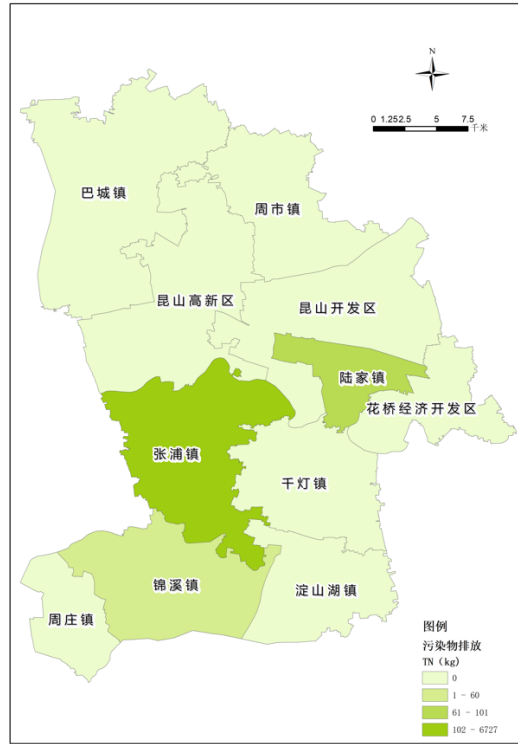 N
0 1.252.5 5 7.5
千米
巴城镇
周市镇
昆山高新区
昆山开发区
陆家镇
花桥经济开发区
张浦镇
千灯镇
锦溪镇
淀山湖镇
周庄镇
图例
污染物排放
TN (kg)
0
1 - 60
61 - 101
102 - 6727